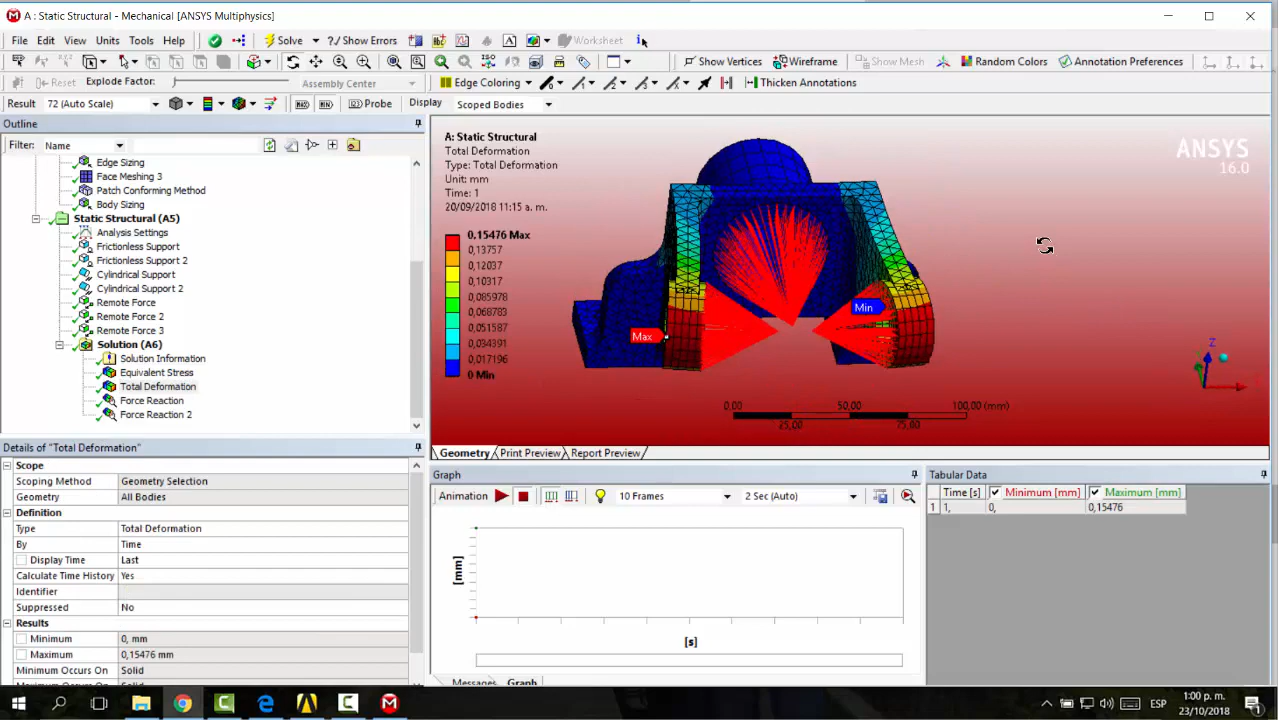 A : Static Structural - Mechanical [ANSYS Multiphysics]
File Edit View Units Tools Help Solve ?/ Show Errors Worksheet
Show Vertices Wireframe Show Mesh Random Colors Annotation Preferences
Reset Explode Factor: Assembly Center Edge Coloring Thicken Annotations
Result 72 (Auto Scale) Probe Display Scoped Bodies
Outline
Filter: Name
Edge Sizing
Face Meshing 3
Patch Conforming Method
Body Sizing
Static Structural (A5)
Analysis Settings
Frictionless Support
Frictionless Support 2
Cylindrical Support
Cylindrical Support 2
Remote Force
Remote Force 2
Remote Force 3
Solution (A6)
Solution Information
Equivalent Stress
Total Deformation
Force Reaction
Force Reaction 2
A: Static Structural
Total Deformation
Type: Total Deformation
Unit: mm
Time: 1
20/09/2018 11:15 a. m.
0.15476 Max
0,13757
0,12037
0,10317
0,085978
0,068783
0,051587
0,034391
0,017196
0 Min
ANSYS
16.0
Max
Min
Z
0,00 50,00 100,00 (mm)
25,00 75,00
Geometry Print Preview Report Preview
Details of "Total Deformation"
Scope
Scoping Method Geometry Selection
Geometry All Bodies
Definition
Type Total Deformation
By Time
Display Time Last
Calculate Time History Yes
Identifier
Suppressed No
Results
Minimum 0, mm
Maximum 0,15476 mm
Minimum Occurs On Solid
Maximum Occurs On Solid
Graph
Animation 10 Frames 2 Sec (Auto)
[mm]
[s]
Messages Graph
Tabular Data
Time [s] Minimum [mm] Maximum [mm]
1 1, 0, 0,15476
ESP
1:00 p. m.
23/10/2018